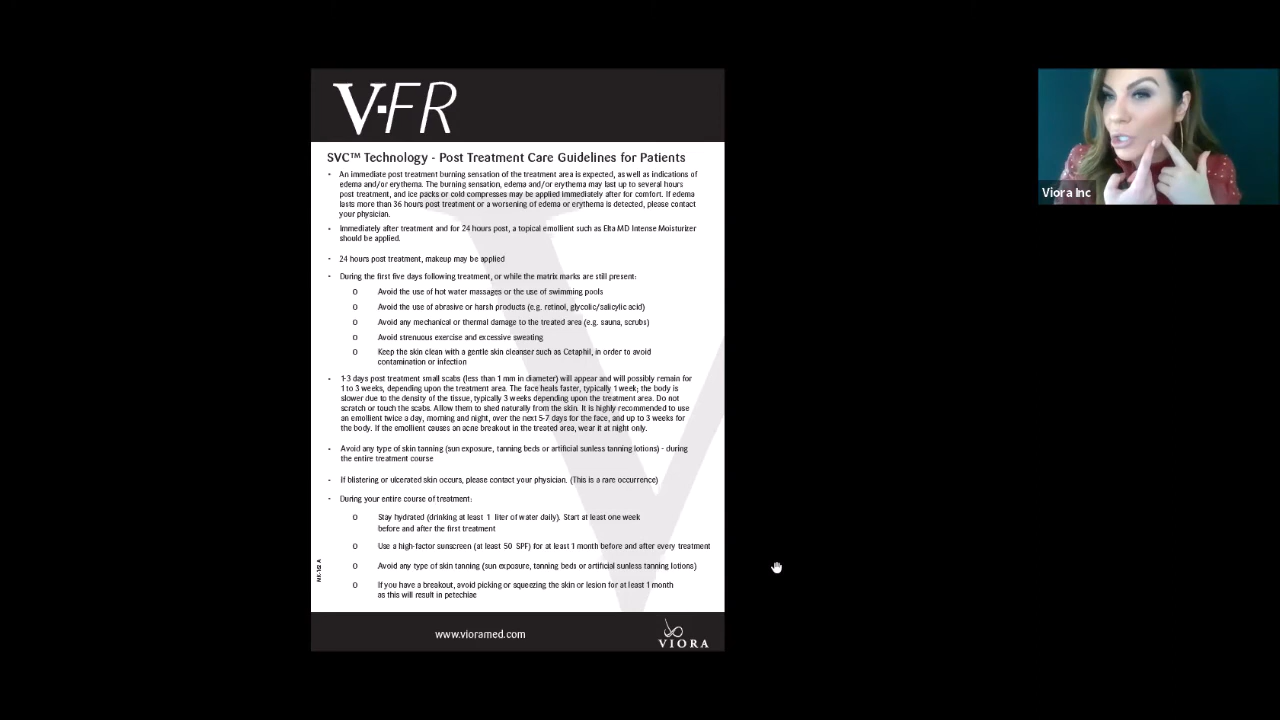 V·FR
SVC™ Technology - Post Treatment Care Guidelines for Patients
- An immediate post treatment burning sensation of the treatment area is expected, as well as indications of
edema and/or erythema. The burning sensation, edema and/or erythema may last up to several hours
post treatment, and ice packs or cold compresses may be applied immediately after for comfort. If edema
lasts more than 36 hours post treatment or a worsening of edema or erythema is detected, please contact
your physician.
- Immediately after treatment and for 24 hours post, a topical emollient such as Elta MD Intense Moisturizer
should be applied.
- 24 hours post treatment, makeup may be applied
- During the first five days following treatment, or while the matrix marks are still present:
o Avoid the use of hot water massages or the use of swimming pools
o Avoid the use of abrasive or harsh products (e.g. retinol, glycolic/salicylic acid)
o Avoid any mechanical or thermal damage to the treated area (e.g. sauna, scrubs)
o Avoid strenuous exercise and excessive sweating
o Keep the skin clean with a gentle skin cleanser such as Cetaphil, in order to avoid
contamination or infection
- 1-3 days post treatment small scabs (less than 1 mm in diameter) will appear and will possibly remain for
1 to 3 weeks, depending upon the treatment area. The face heals faster, typically 1 week; the body is
slower due to the density of the tissue, typically 3 weeks depending upon the treatment area. Do not
scratch or touch the scabs. Allow them to shed naturally from the skin. It is highly recommended to use
an emollient twice a day, morning and night, over the next 5-7 days for the face, and up to 3 weeks for
the body. If the emollient causes an acne breakout in the treated area, wear it at night only.
- Avoid any type of skin tanning (sun exposure, tanning beds or artificial sunless tanning lotions) - during
the entire treatment course
- If blistering or ulcerated skin occurs, please contact your physician. (This is a rare occurrence)
- During your entire course of treatment:
o Stay hydrated (drinking at least 1 liter of water daily). Start at least one week
before and after the first treatment
o Use a high-factor sunscreen (at least 50 SPF) for at least 1 month before and after every treatment
o Avoid any type of skin tanning (sun exposure, tanning beds or artificial sunless tanning lotions)
o If you have a breakout, avoid picking or squeezing the skin or lesion for at least 1 month
as this will result in petechiae
www.vioramed.com
VIORA
Viora Inc